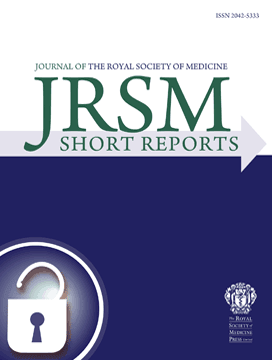 ISSN 2042-5333
JOURNAL OF THE ROYAL SOCIETY OF MEDICINE
JRSM
SHORT REPORTS
The ROYAL
SOCIETY of
MEDICINE
PRESS Limited